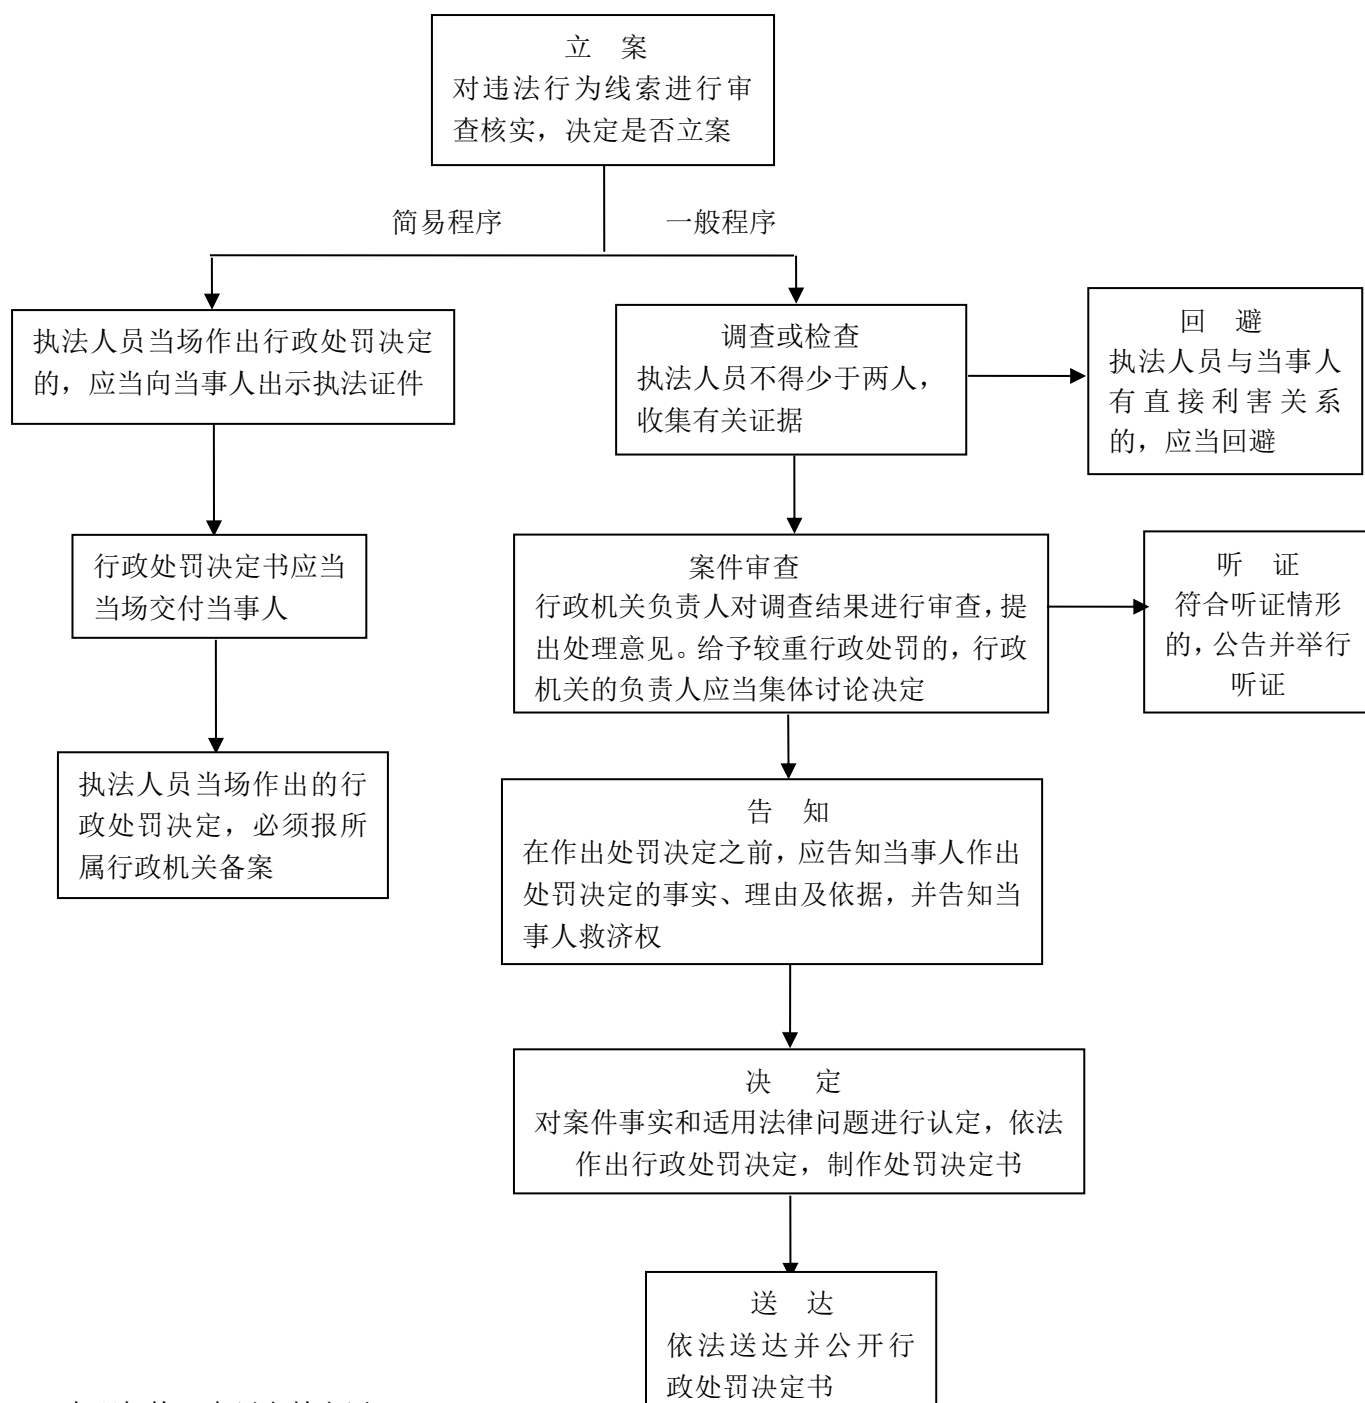 立 案
对违法行为线索进行审
查核实，决定是否立案
简易程序
一般程序
执法人员当场作出行政处罚决定
的，应当向当事人出示执法证件
调查或检查
执法人员不得少于两人，
收集有关证据
回 避
执法人员与当事人
有直接利害关系
的，应当回避
行政处罚决定书应当
当场交付当事人
案件审查
行政机关负责人对调查结果进行审查，提
出处理意见。给予较重行政处罚的，行政
机关的负责人应当集体讨论决定
听 证
符合听证情形
的，公告并举行
听证
执法人员当场作出的行
政处罚决定，必须报所
属行政机关备案
告 知
在作出处罚决定之前，应告知当事人作出
处罚决定的事实、理由及依据，并告知当
事人救济权
决 定
对案件事实和适用法律问题进行认定，依法
作出行政处罚决定，制作处罚决定书
送 达
依法送达并公开行
政处罚决定书